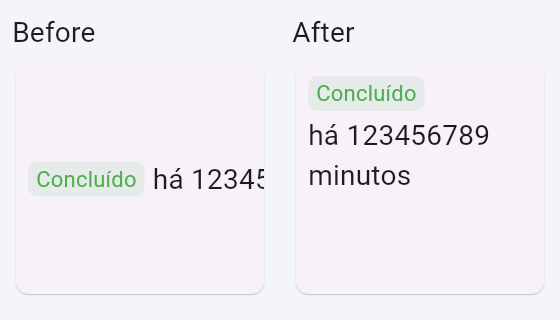 Before
After
Concluído há 12345
Concluído
há 123456789
minutos